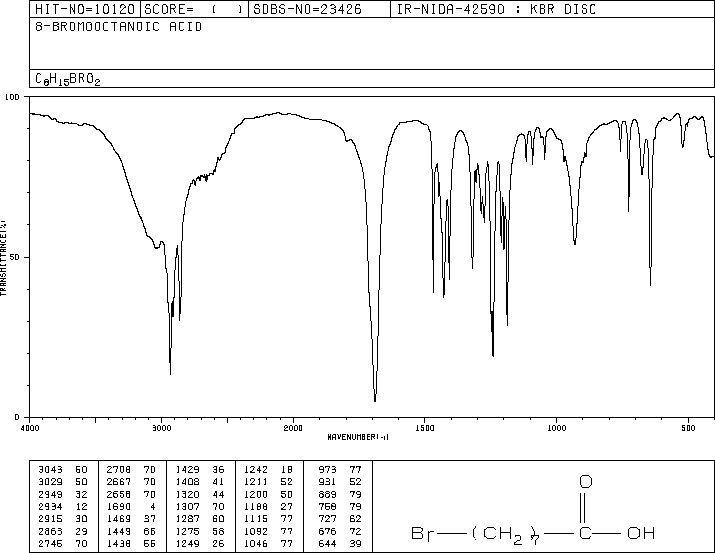 HIT-NO=10120 SCORE= ( ) SDBS-NO=23426 IR-NIDA-42590 : KBR DISC
8-BROMOOCTANOIC ACID
C8H15BRO2
100
50
0
TRANSMITTANCE(%)
4000 3000 2000 1500 1000 500
WAVENUMBER(-1)
3043 60 2708 70 1429 36 1242 18 973 77
3029 50 2667 70 1408 41 1211 52 931 52
2949 32 2658 70 1320 44 1200 50 889 79
2934 12 1690 4 1307 70 1188 27 758 79
2915 30 1469 37 1287 60 1115 77 727 62
2863 29 1449 66 1275 58 1092 77 676 72
2746 70 1438 66 1249 26 1046 77 644 39
O
Br—(CH2)7—C—OH